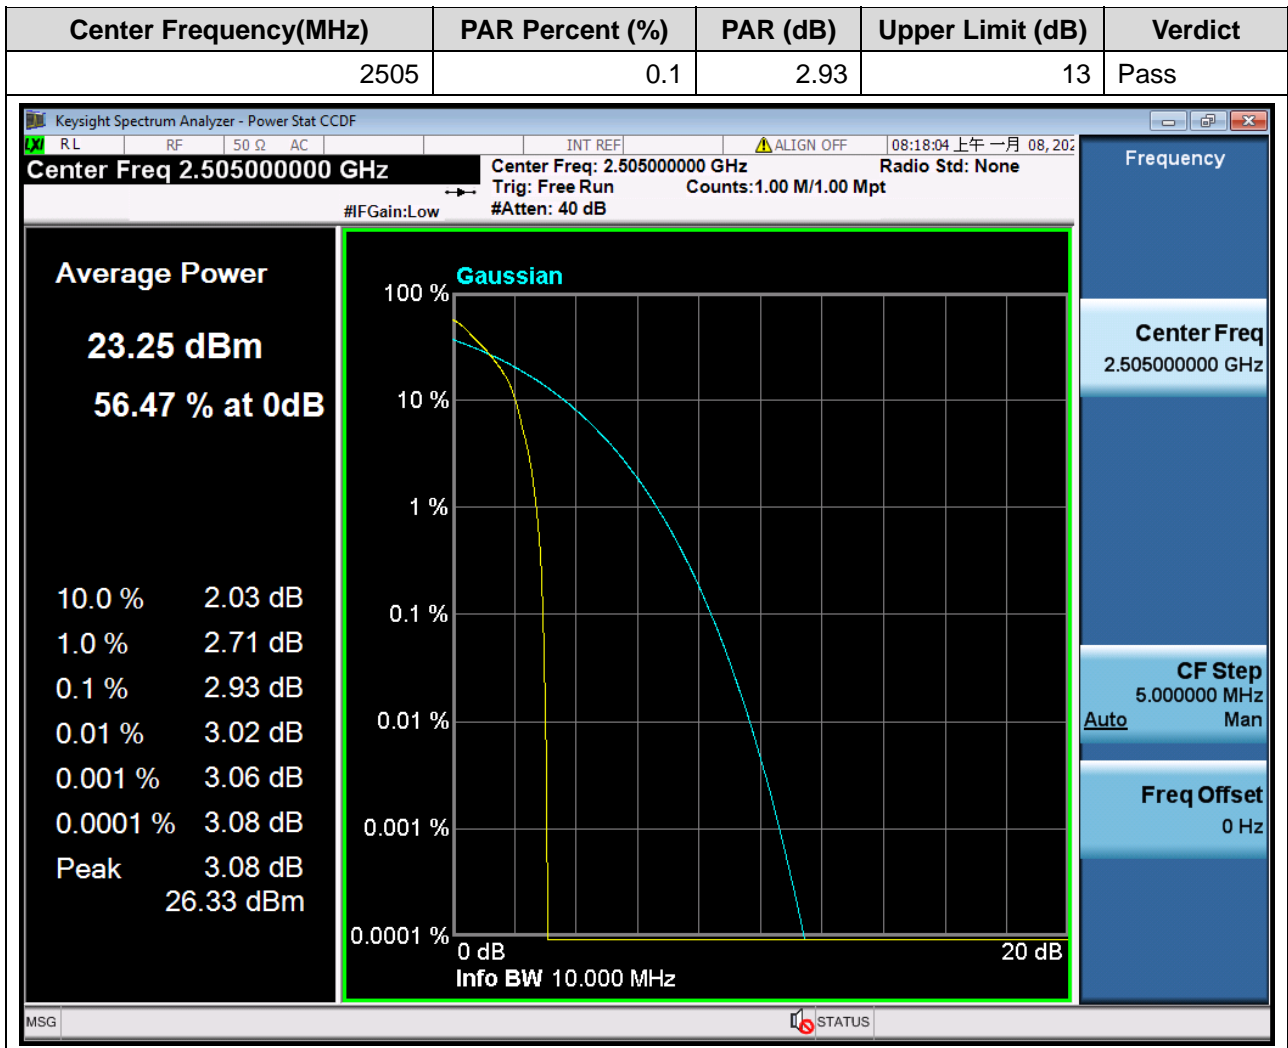 Center Frequency(MHz) PAR Percent (%) PAR (dB) Upper Limit (dB) Verdict
2505 0.1 2.93 13 Pass
Keysight Spectrum Analyzer - Power Stat CCDF
LXI RL RF 50 Ω AC INT REF ALIGN OFF 08:18:04 上午 一月 08, 202
Center Freq 2.505000000 GHz
Center Freq: 2.505000000 GHz Radio Std: None
Trig: Free Run Counts:1.00 M/1.00 Mpt
#IFGain:Low #Atten: 40 dB
Average Power
23.25 dBm
56.47 % at 0dB
10.0 % 2.03 dB
1.0 % 2.71 dB
0.1 % 2.93 dB
0.01 % 3.02 dB
0.001 % 3.06 dB
0.0001 % 3.08 dB
Peak 3.08 dB
26.33 dBm
Gaussian
100 %
10 %
1 %
0.1 %
0.01 %
0.001 %
0.0001 %
0 dB 20 dB
Info BW 10.000 MHz
Frequency
Center Freq
2.505000000 GHz
CF Step
5.000000 MHz
Auto Man
Freq Offset
0 Hz
MSG STATUS